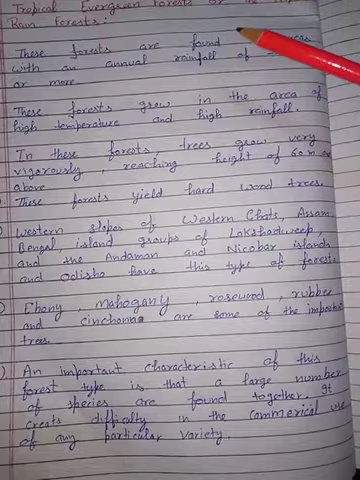 Tropical Evergreen Forests or the
Rain Forests:
These forests are found
with an annual rainfall of
or more
These forests grow in the area of
high temperature and high rainfall.
In these forests, trees grow very
vigorously, reaching height of 60 m or
above
These forests yield hard wood trees.
Western slopes of Western Ghats, Assam
Bengal, island groups of Lakshadweep,
and the Andaman and Nicobar islands
and Odisha have this type of forests
Ebony, mahogany, rosewood, rubber
and cinchona are some of the important
trees.
An important characteristic of this
forest type is that a large number
of species are found together. It
creats difficulty in the commerical use
of any particular variety.